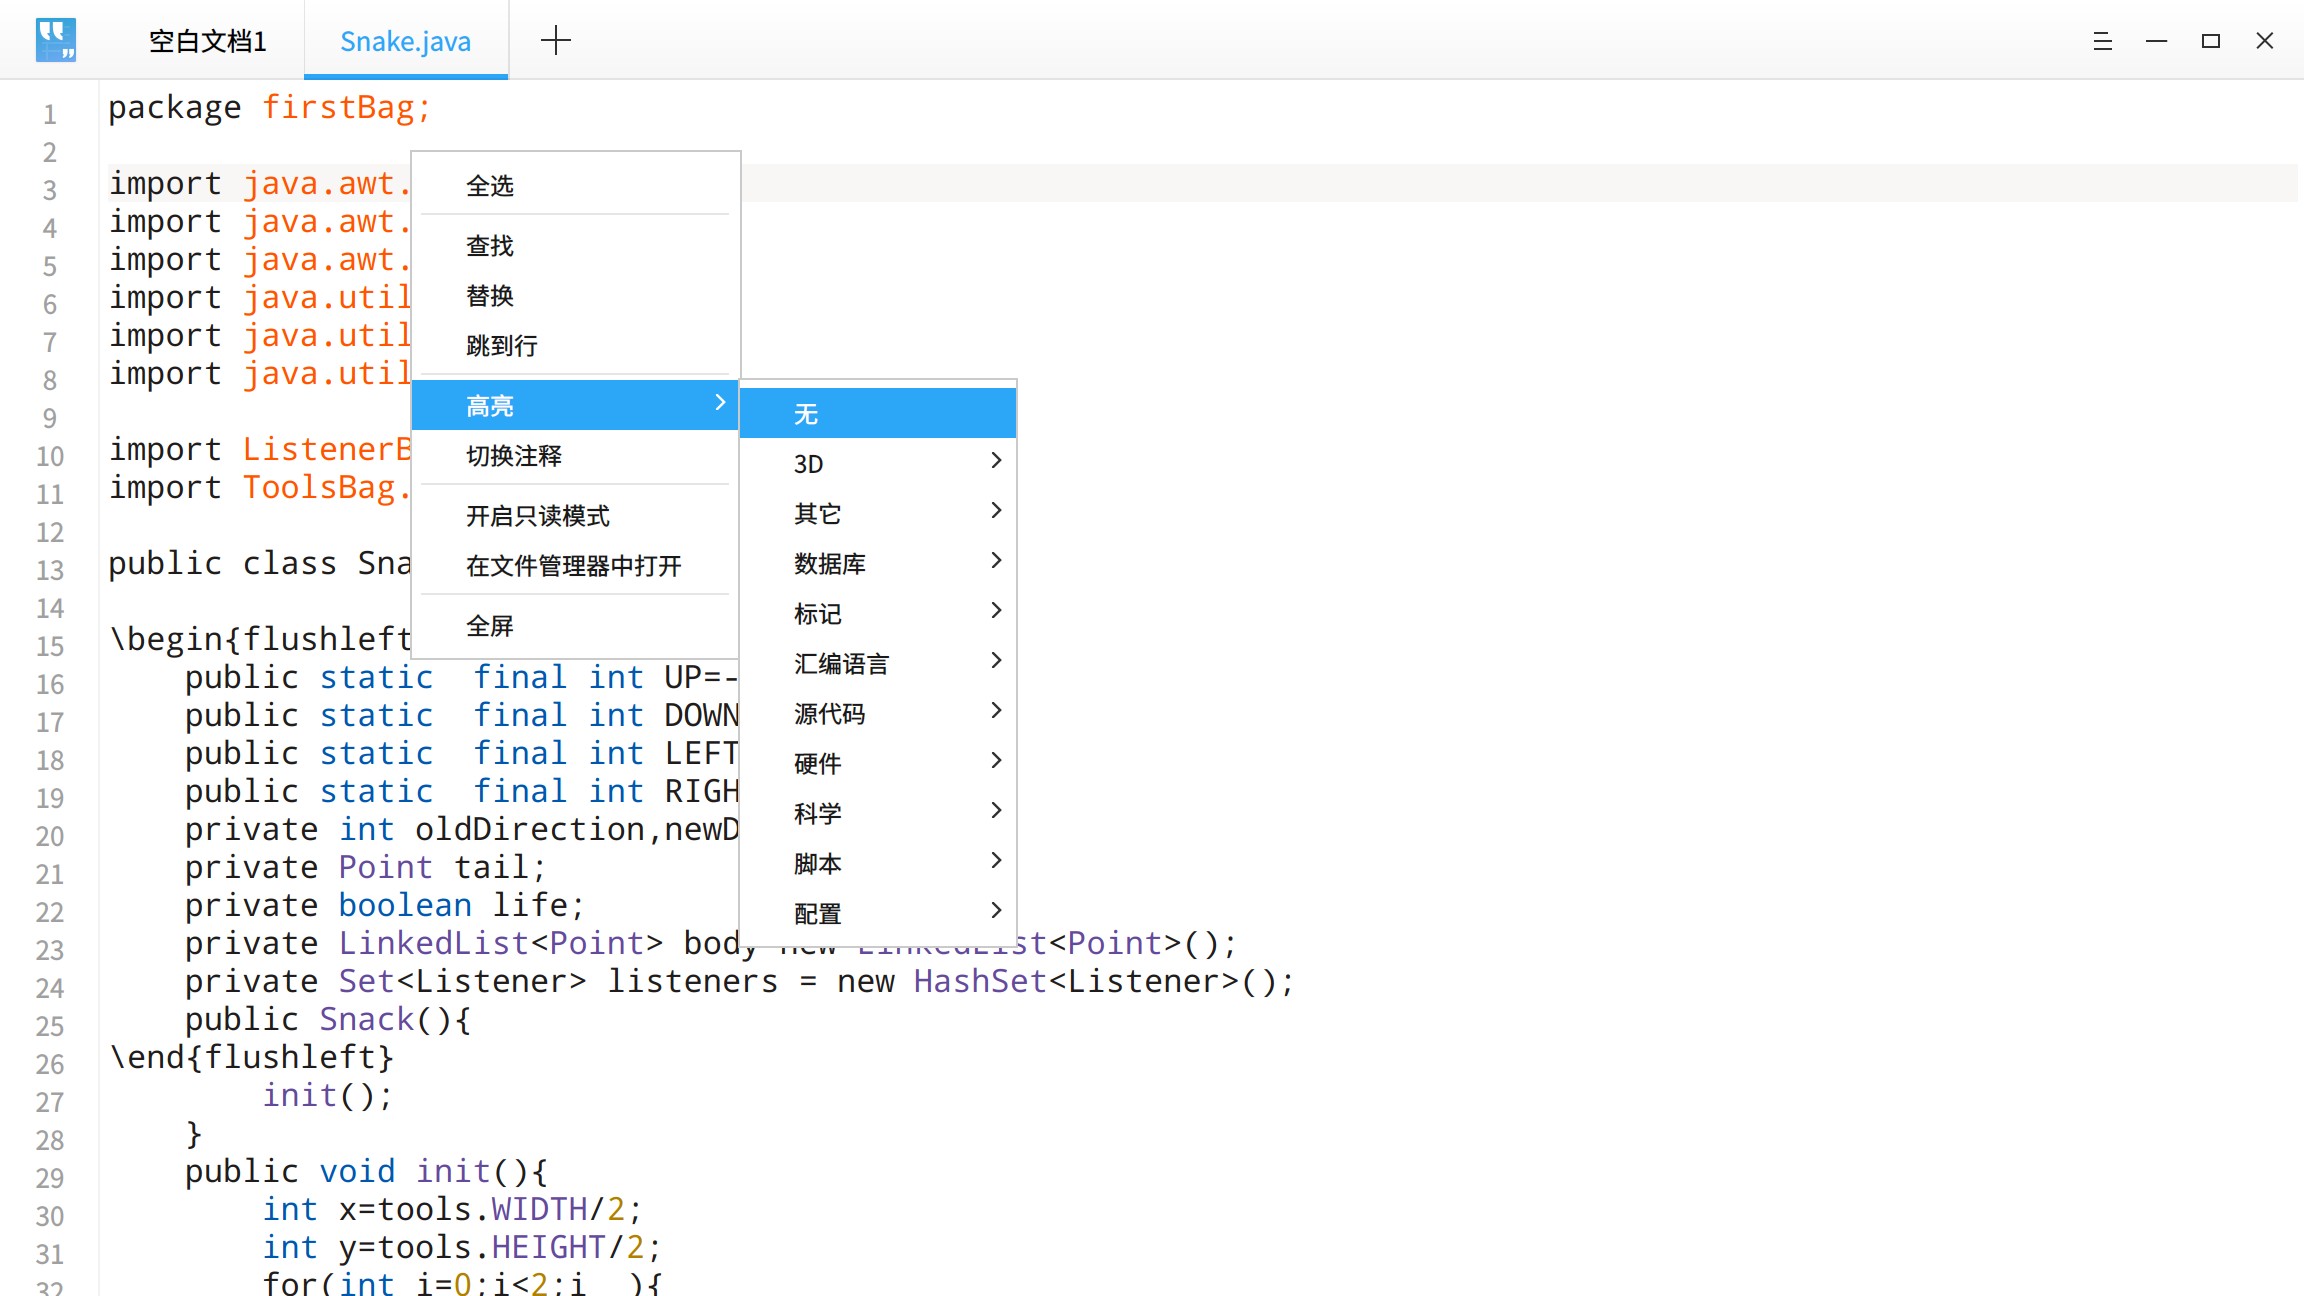 空白文档1
Snake.java
1 package firstBag;
2
3 import java.awt.
4 import java.awt.
5 import java.awt.
6 import java.util
7 import java.util
8 import java.util
9
10 import ListenerB
11 import ToolsBag.
12
13 public class Sna
14
15 \begin{flushleft
16 public static  final int UP=-
17 public static  final int DOWN
18 public static  final int LEFT
19 public static  final int RIGH
20 private int oldDirection,newD
21 private Point tail;
22 private boolean life;
23 private LinkedList<Point> body new LinkedList<Point>();
24 private Set<Listener> listeners = new HashSet<Listener>();
25 public Snack(){
26 \end{flushleft}
27 init();
28 }
29 public void init(){
30 int x=tools.WIDTH/2;
31 int y=tools.HEIGHT/2;
32 for(int i=0;i<2;i  ){
全选
查找
替换
跳到行
高亮
切换注释
开启只读模式
在文件管理器中打开
全屏
无
3D
其它
数据库
标记
汇编语言
源代码
硬件
科学
脚本
配置